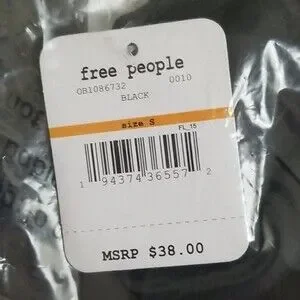 free people
OB1086732 0010
BLACK
size S
FL_15
1 94374 36557 2
MSRP $38.00